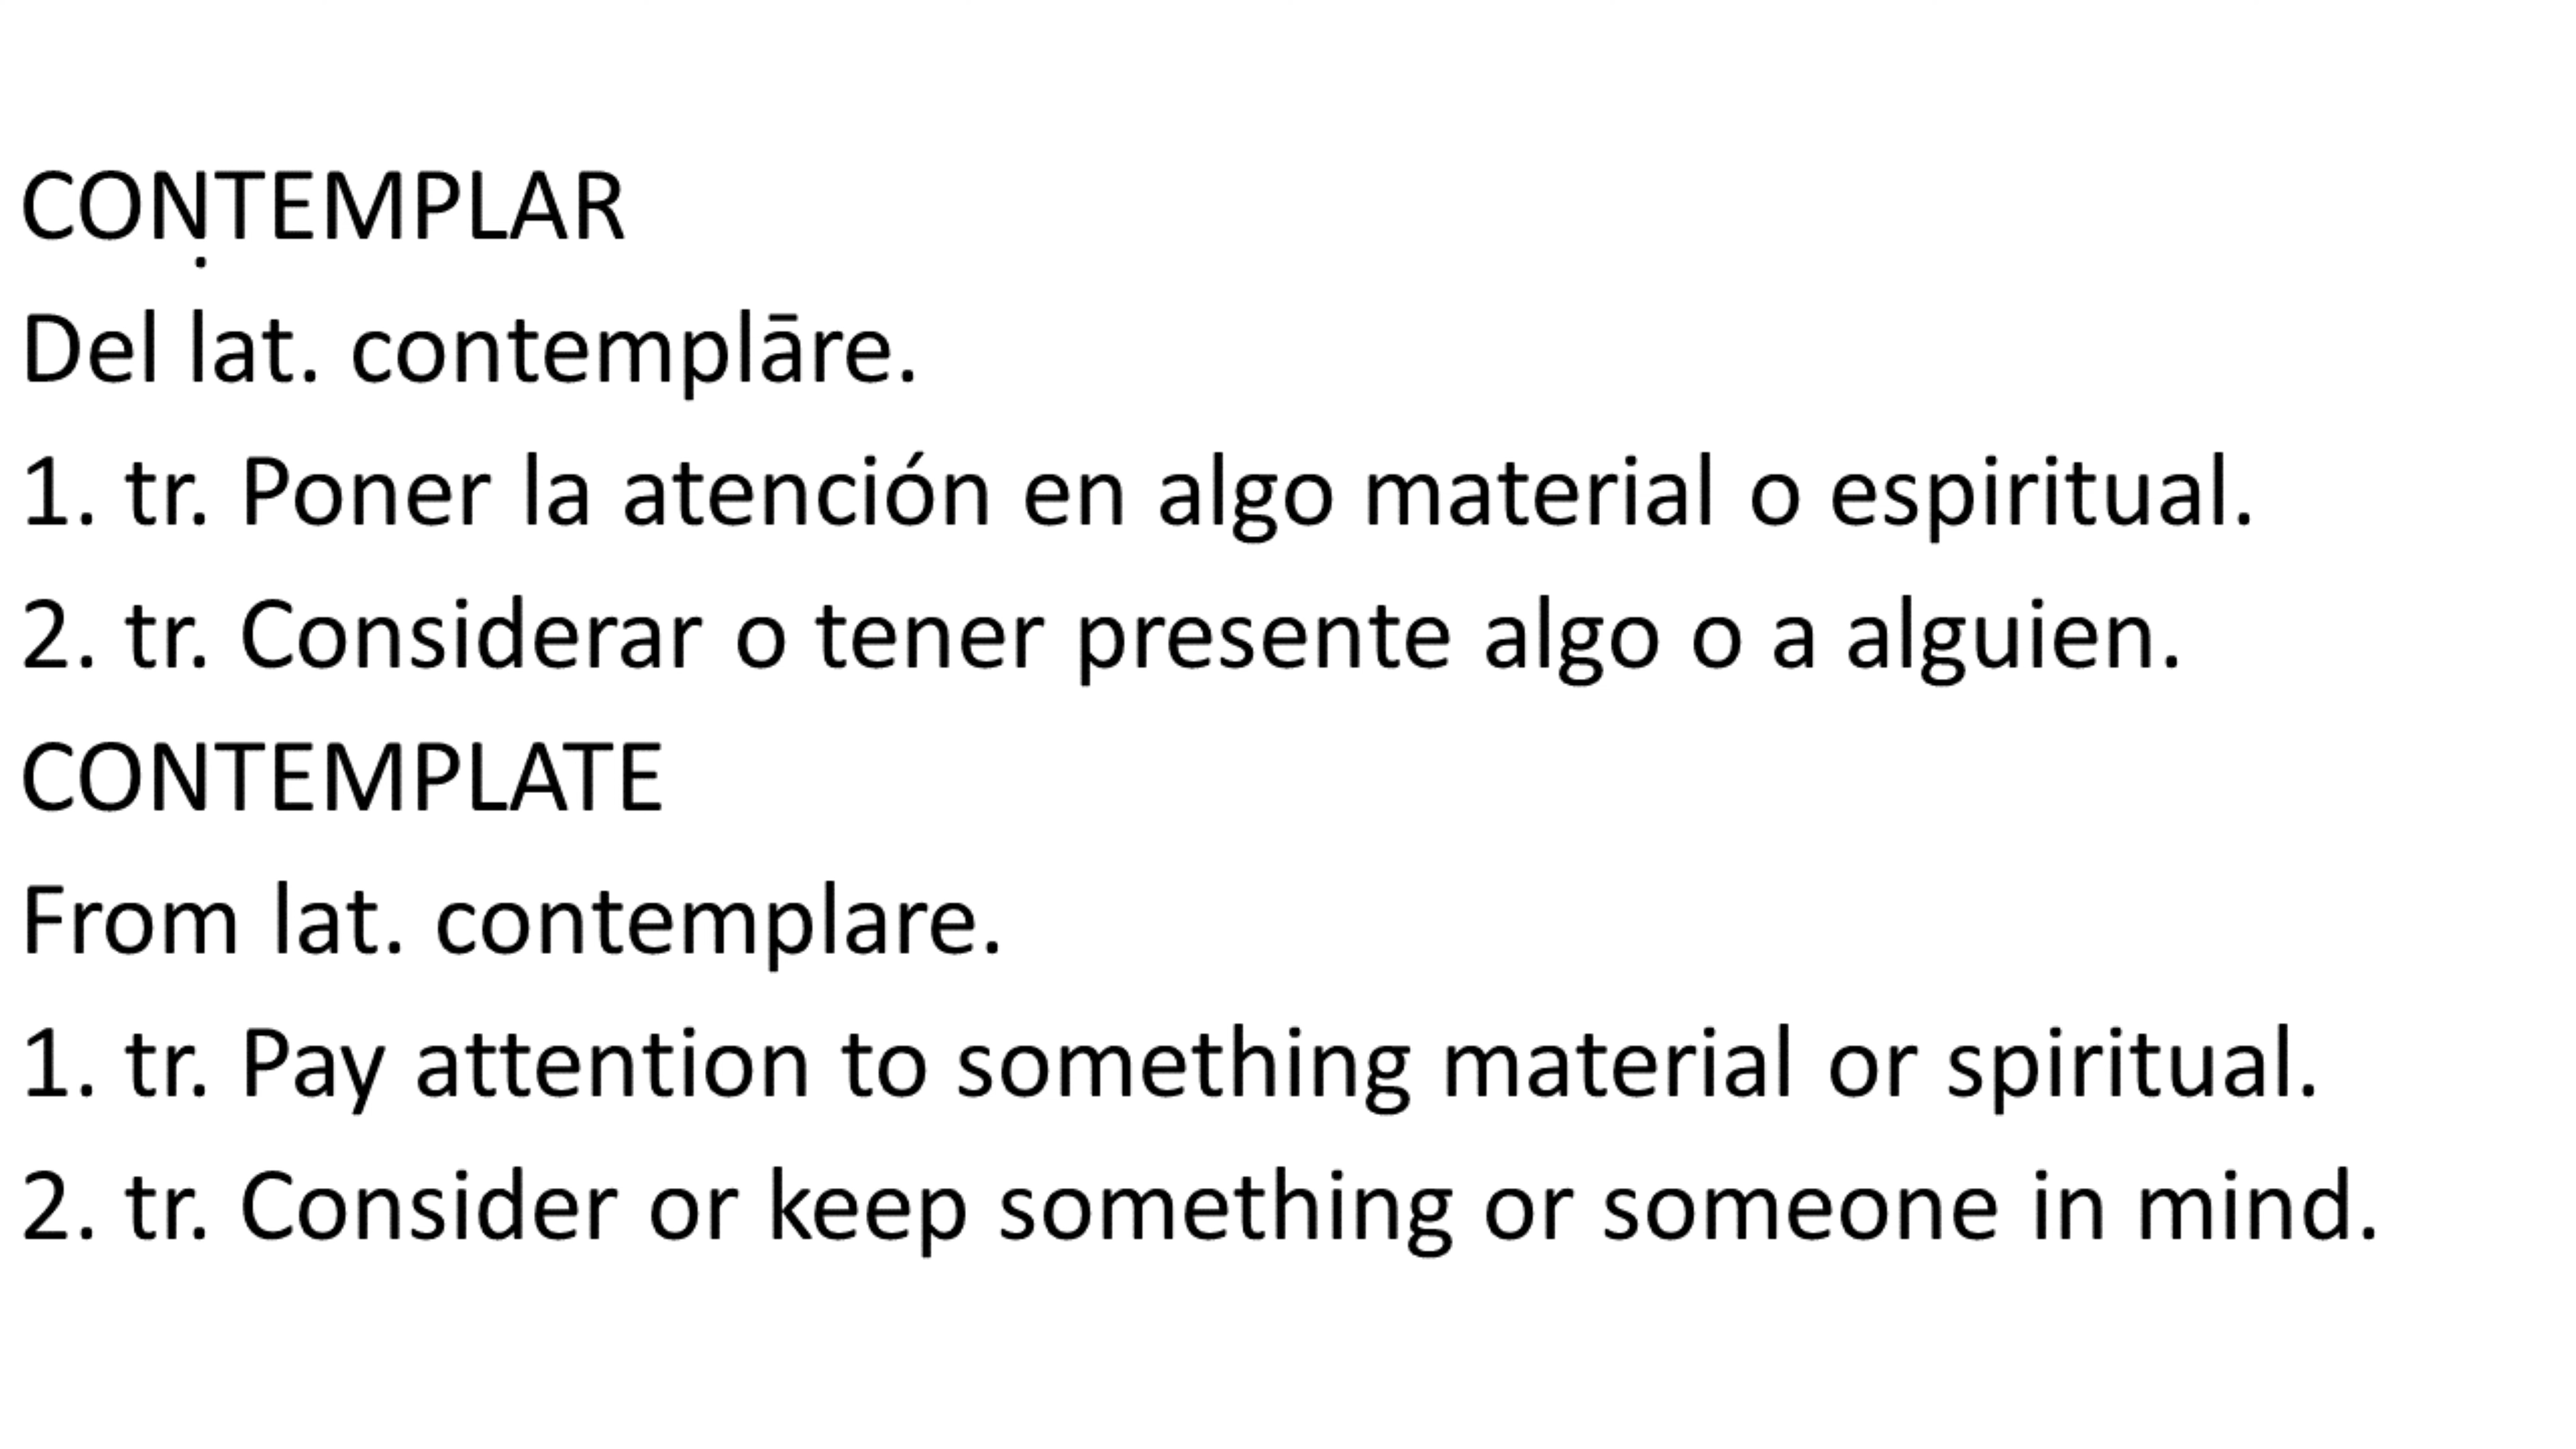 CONTEMPLAR
Del lat. contemplāre.
1. tr. Poner la atención en algo material o espiritual.
2. tr. Considerar o tener presente algo o a alguien.
CONTEMPLATE
From lat. contemplare.
1. tr. Pay attention to something material or spiritual.
2. tr. Consider or keep something or someone in mind.